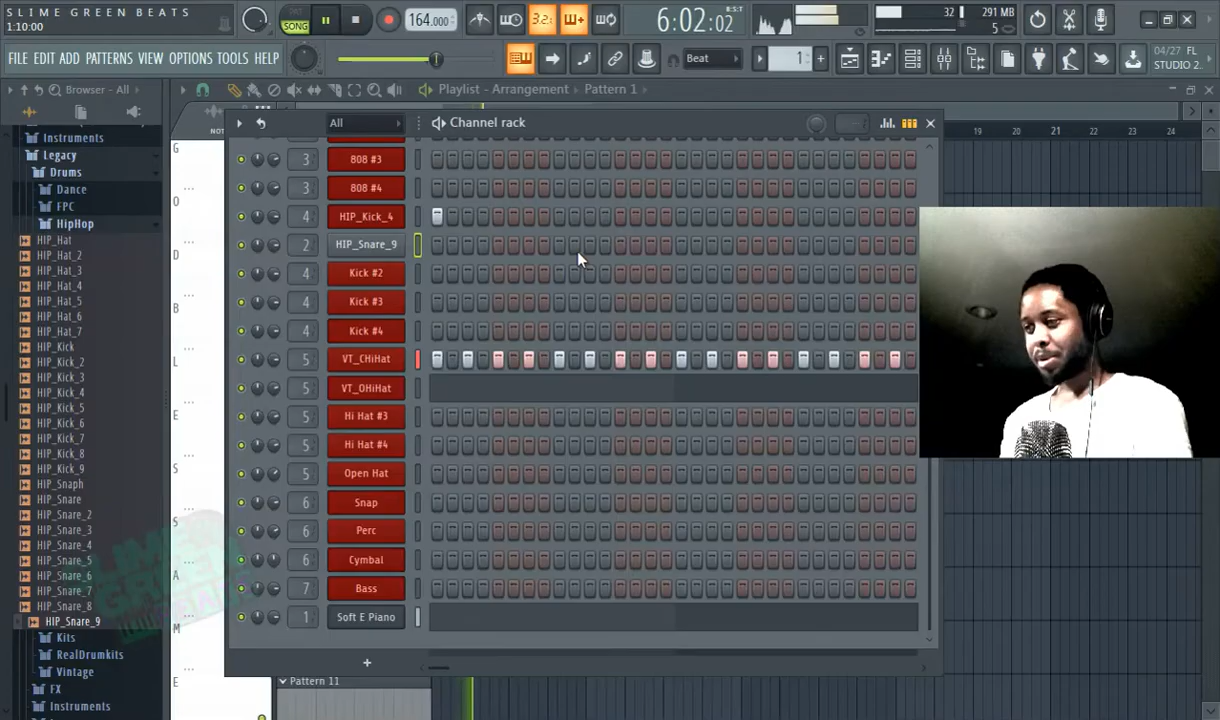 SLIME GREEN BEATS
1:10:00
SONG
164.000
3.2
6:02:02
B:S:T
32
291 MB
5
FILE EDIT ADD PATTERNS VIEW OPTIONS TOOLS HELP
Beat
1
04/27 FL
STUDIO 2..
Browser - All
Playlist - Arrangement
Pattern 1
Instruments
Legacy
Drums
Dance
FPC
HipHop
HIP_Hat
HIP_Hat_2
HIP_Hat_3
HIP_Hat_4
HIP_Hat_5
HIP_Hat_6
HIP_Hat_7
HIP_Kick
HIP_Kick_2
HIP_Kick_3
HIP_Kick_4
HIP_Kick_5
HIP_Kick_6
HIP_Kick_7
HIP_Kick_8
HIP_Kick_9
HIP_Snaph
HIP_Snare
HIP_Snare_2
HIP_Snare_3
HIP_Snare_4
HIP_Snare_5
HIP_Snare_6
HIP_Snare_7
HIP_Snare_8
HIP_Snare_9
Kits
RealDrumkits
Vintage
FX
Instruments
NOT
G
O
D
B
L
E
S
S
A
M
E
All
Channel rack
3 808 #3
3 808 #4
4 HIP_Kick_4
2 HIP_Snare_9
4 Kick #2
4 Kick #3
4 Kick #4
5 VT_CHiHat
5 VT_OHiHat
5 Hi Hat #3
5 Hi Hat #4
5 Open Hat
6 Snap
6 Perc
6 Cymbal
7 Bass
1 Soft E Piano
+
19 20 21 22 23 24
Pattern 11